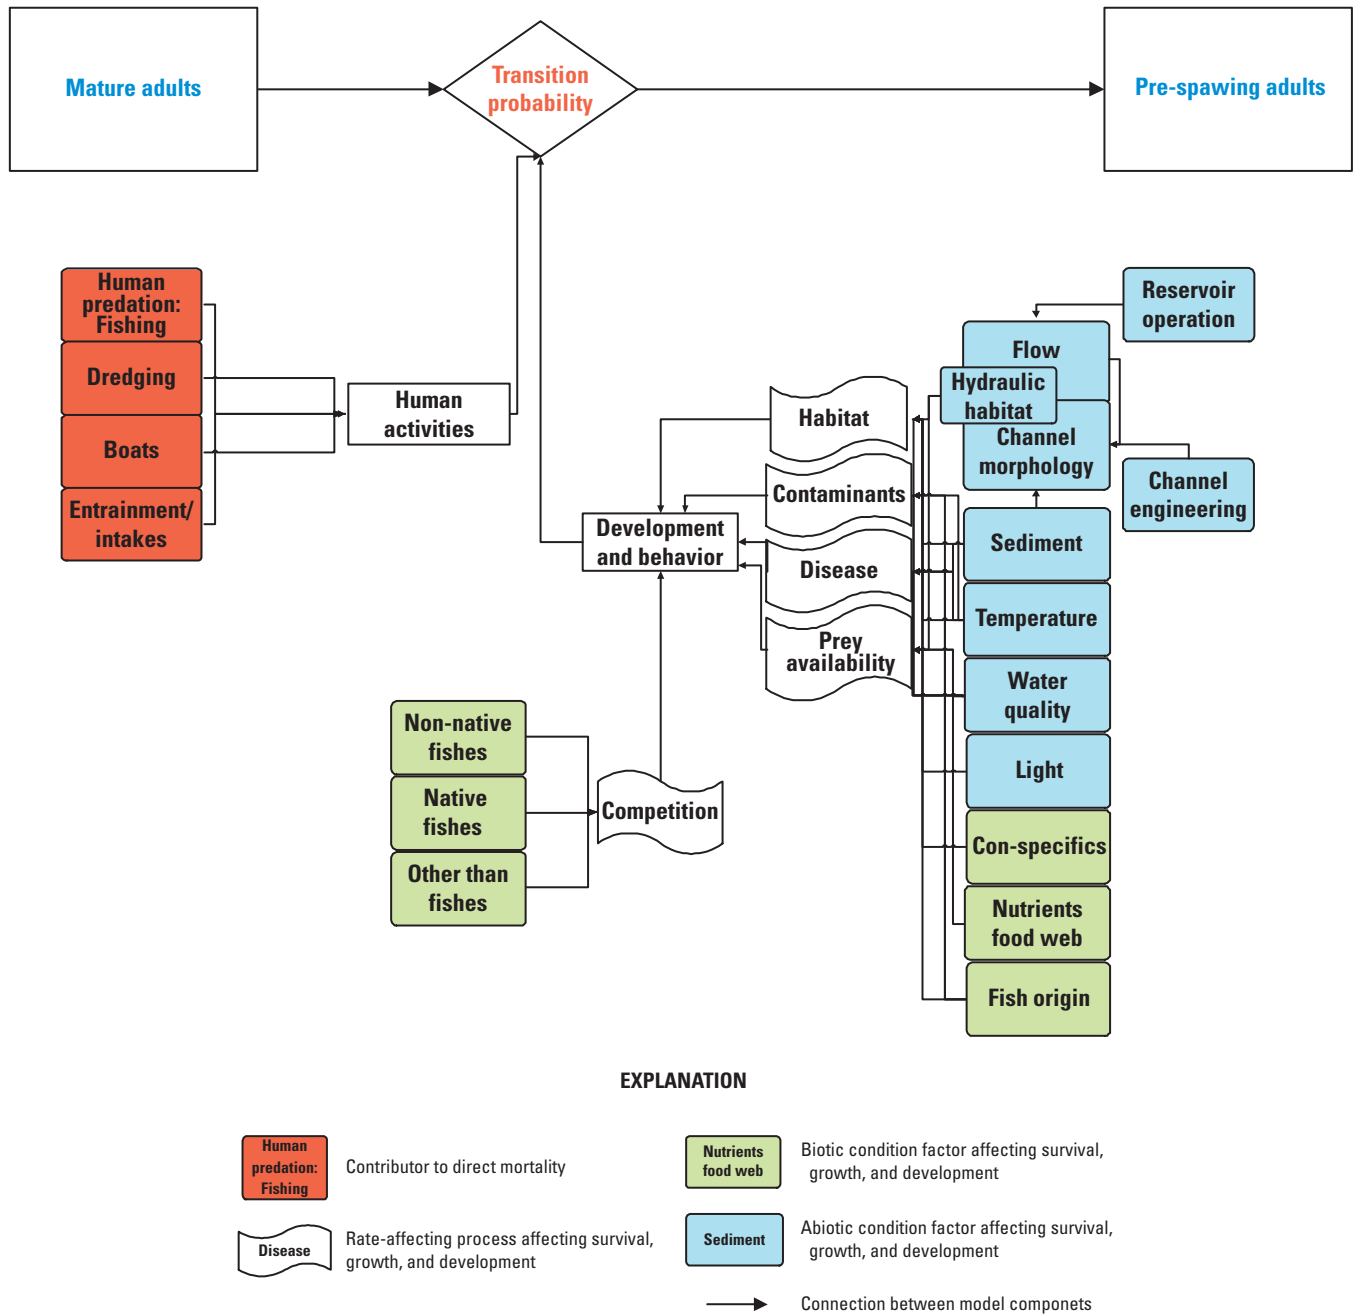 Mature adults
Transition
probability
Pre-spawing adults
Human
predation:
Fishing
Dredging
Boats
Entrainment/
intakes
Human
activities
Reservoir
operation
Flow
Hydraulic
habitat
Channel
morphology
Channel
engineering
Habitat
Contaminants
Disease
Prey
availability
Development
and behavior
Sediment
Temperature
Water
quality
Light
Con-specifics
Nutrients
food web
Fish origin
Non-native
fishes
Native
fishes
Other than
fishes
Competition
EXPLANATION
Human
predation:
Fishing
Contributor to direct mortality
Nutrients
food web
Biotic condition factor affecting survival,
growth, and development
Disease
Rate-affecting process affecting survival,
growth, and development
Sediment
Abiotic condition factor affecting survival,
growth, and development
Connection between model componets